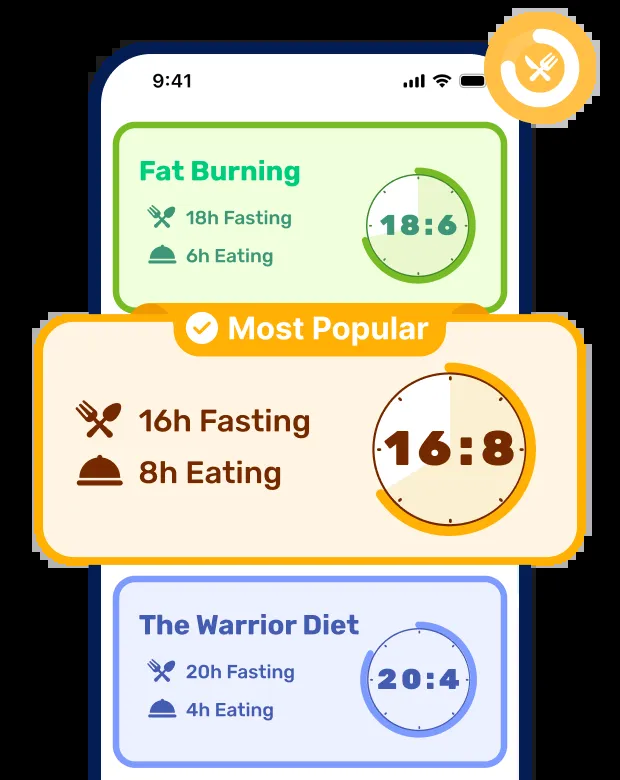 9:41
Fat Burning
18h Fasting
6h Eating
18:6
Most Popular
16h Fasting
8h Eating
16:8
The Warrior Diet
20h Fasting
4h Eating
20:4